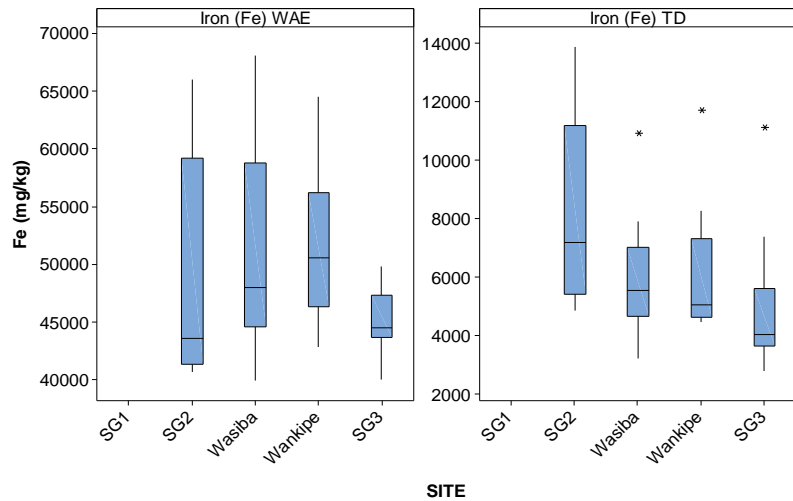 Iron (Fe) WAE
Iron (Fe) TD
Fe (mg/kg)
70000
65000
60000
55000
50000
45000
40000
14000
12000
10000
8000
6000
4000
2000
SG1 SG2 Wasiba Wankipe SG3
SG1 SG2 Wasiba Wankipe SG3
SITE